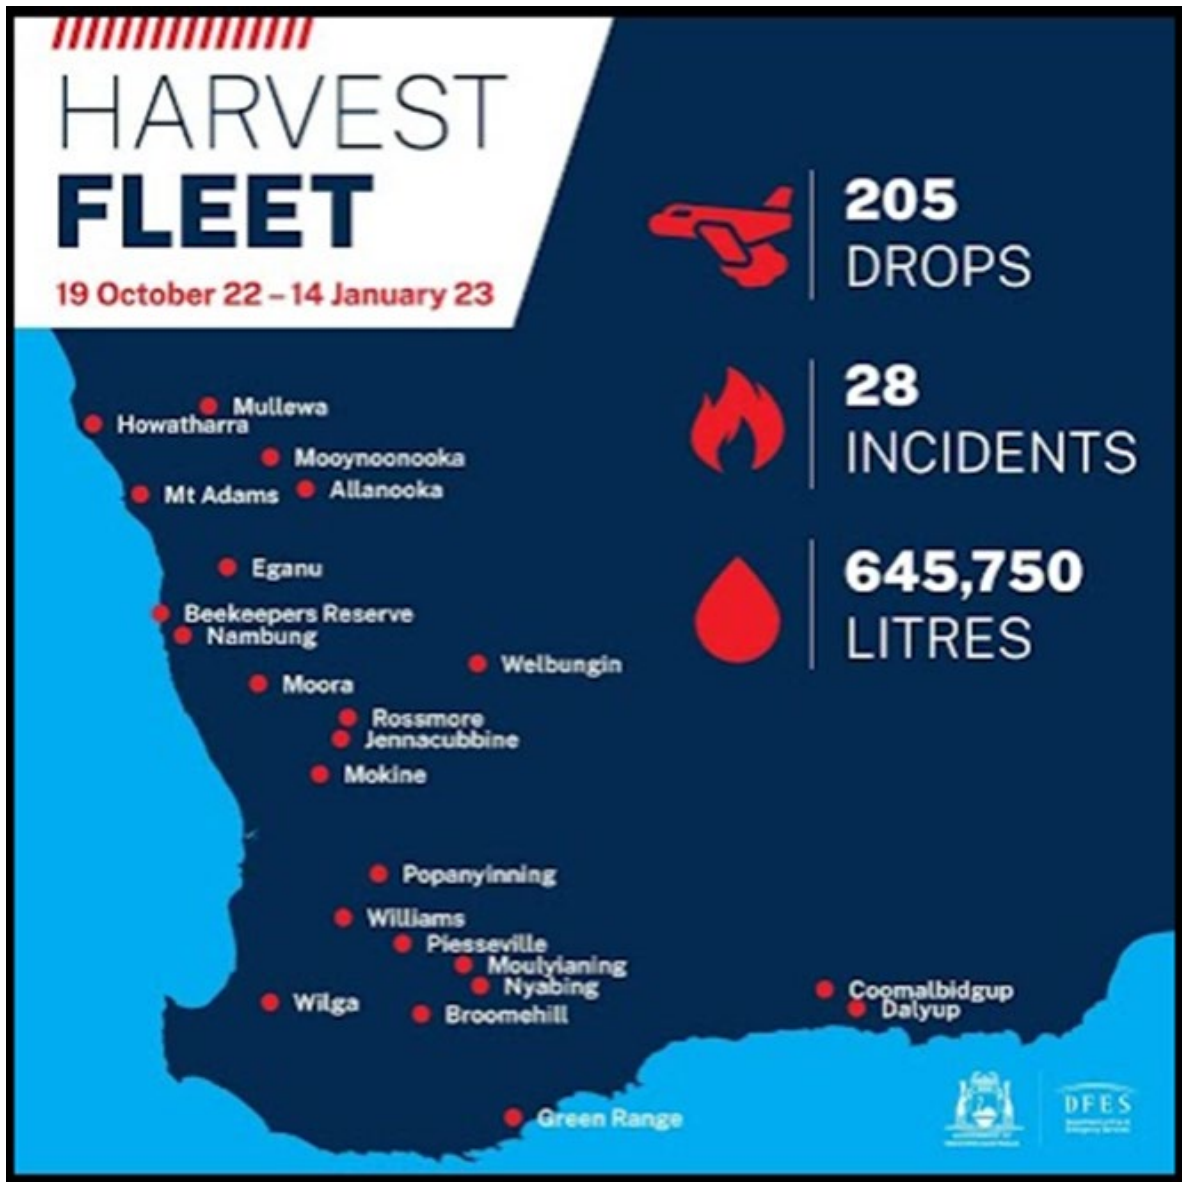 HARVEST
FLEET
19 October 22 – 14 January 23
205
DROPS
28
INCIDENTS
645,750
LITRES
Mullewa
Howatharra
Mooynoonooka
Mt Adams
Allanooka
Eganu
Beekeepers Reserve
Nambung
Welbungin
Moora
Rossmore
Jennacubbine
Mokine
Popanyinning
Williams
Piesseville
Moulyianing
Nyabing
Wilga
Broomehill
Coomalbidgup
Dalyup
Green Range
DFES